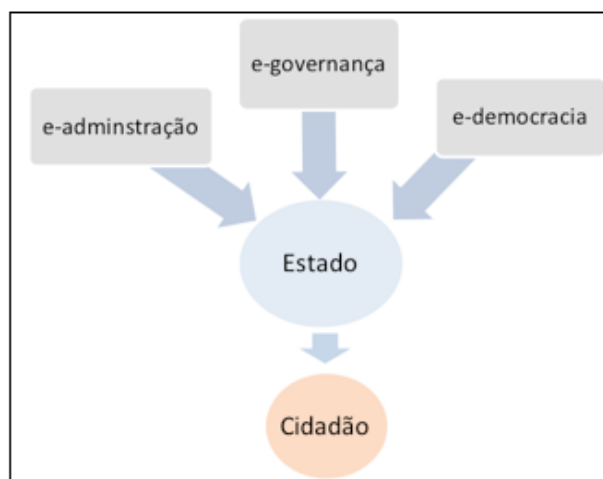 e-governança
e-adminstração
e-democracia
Estado
Cidadão